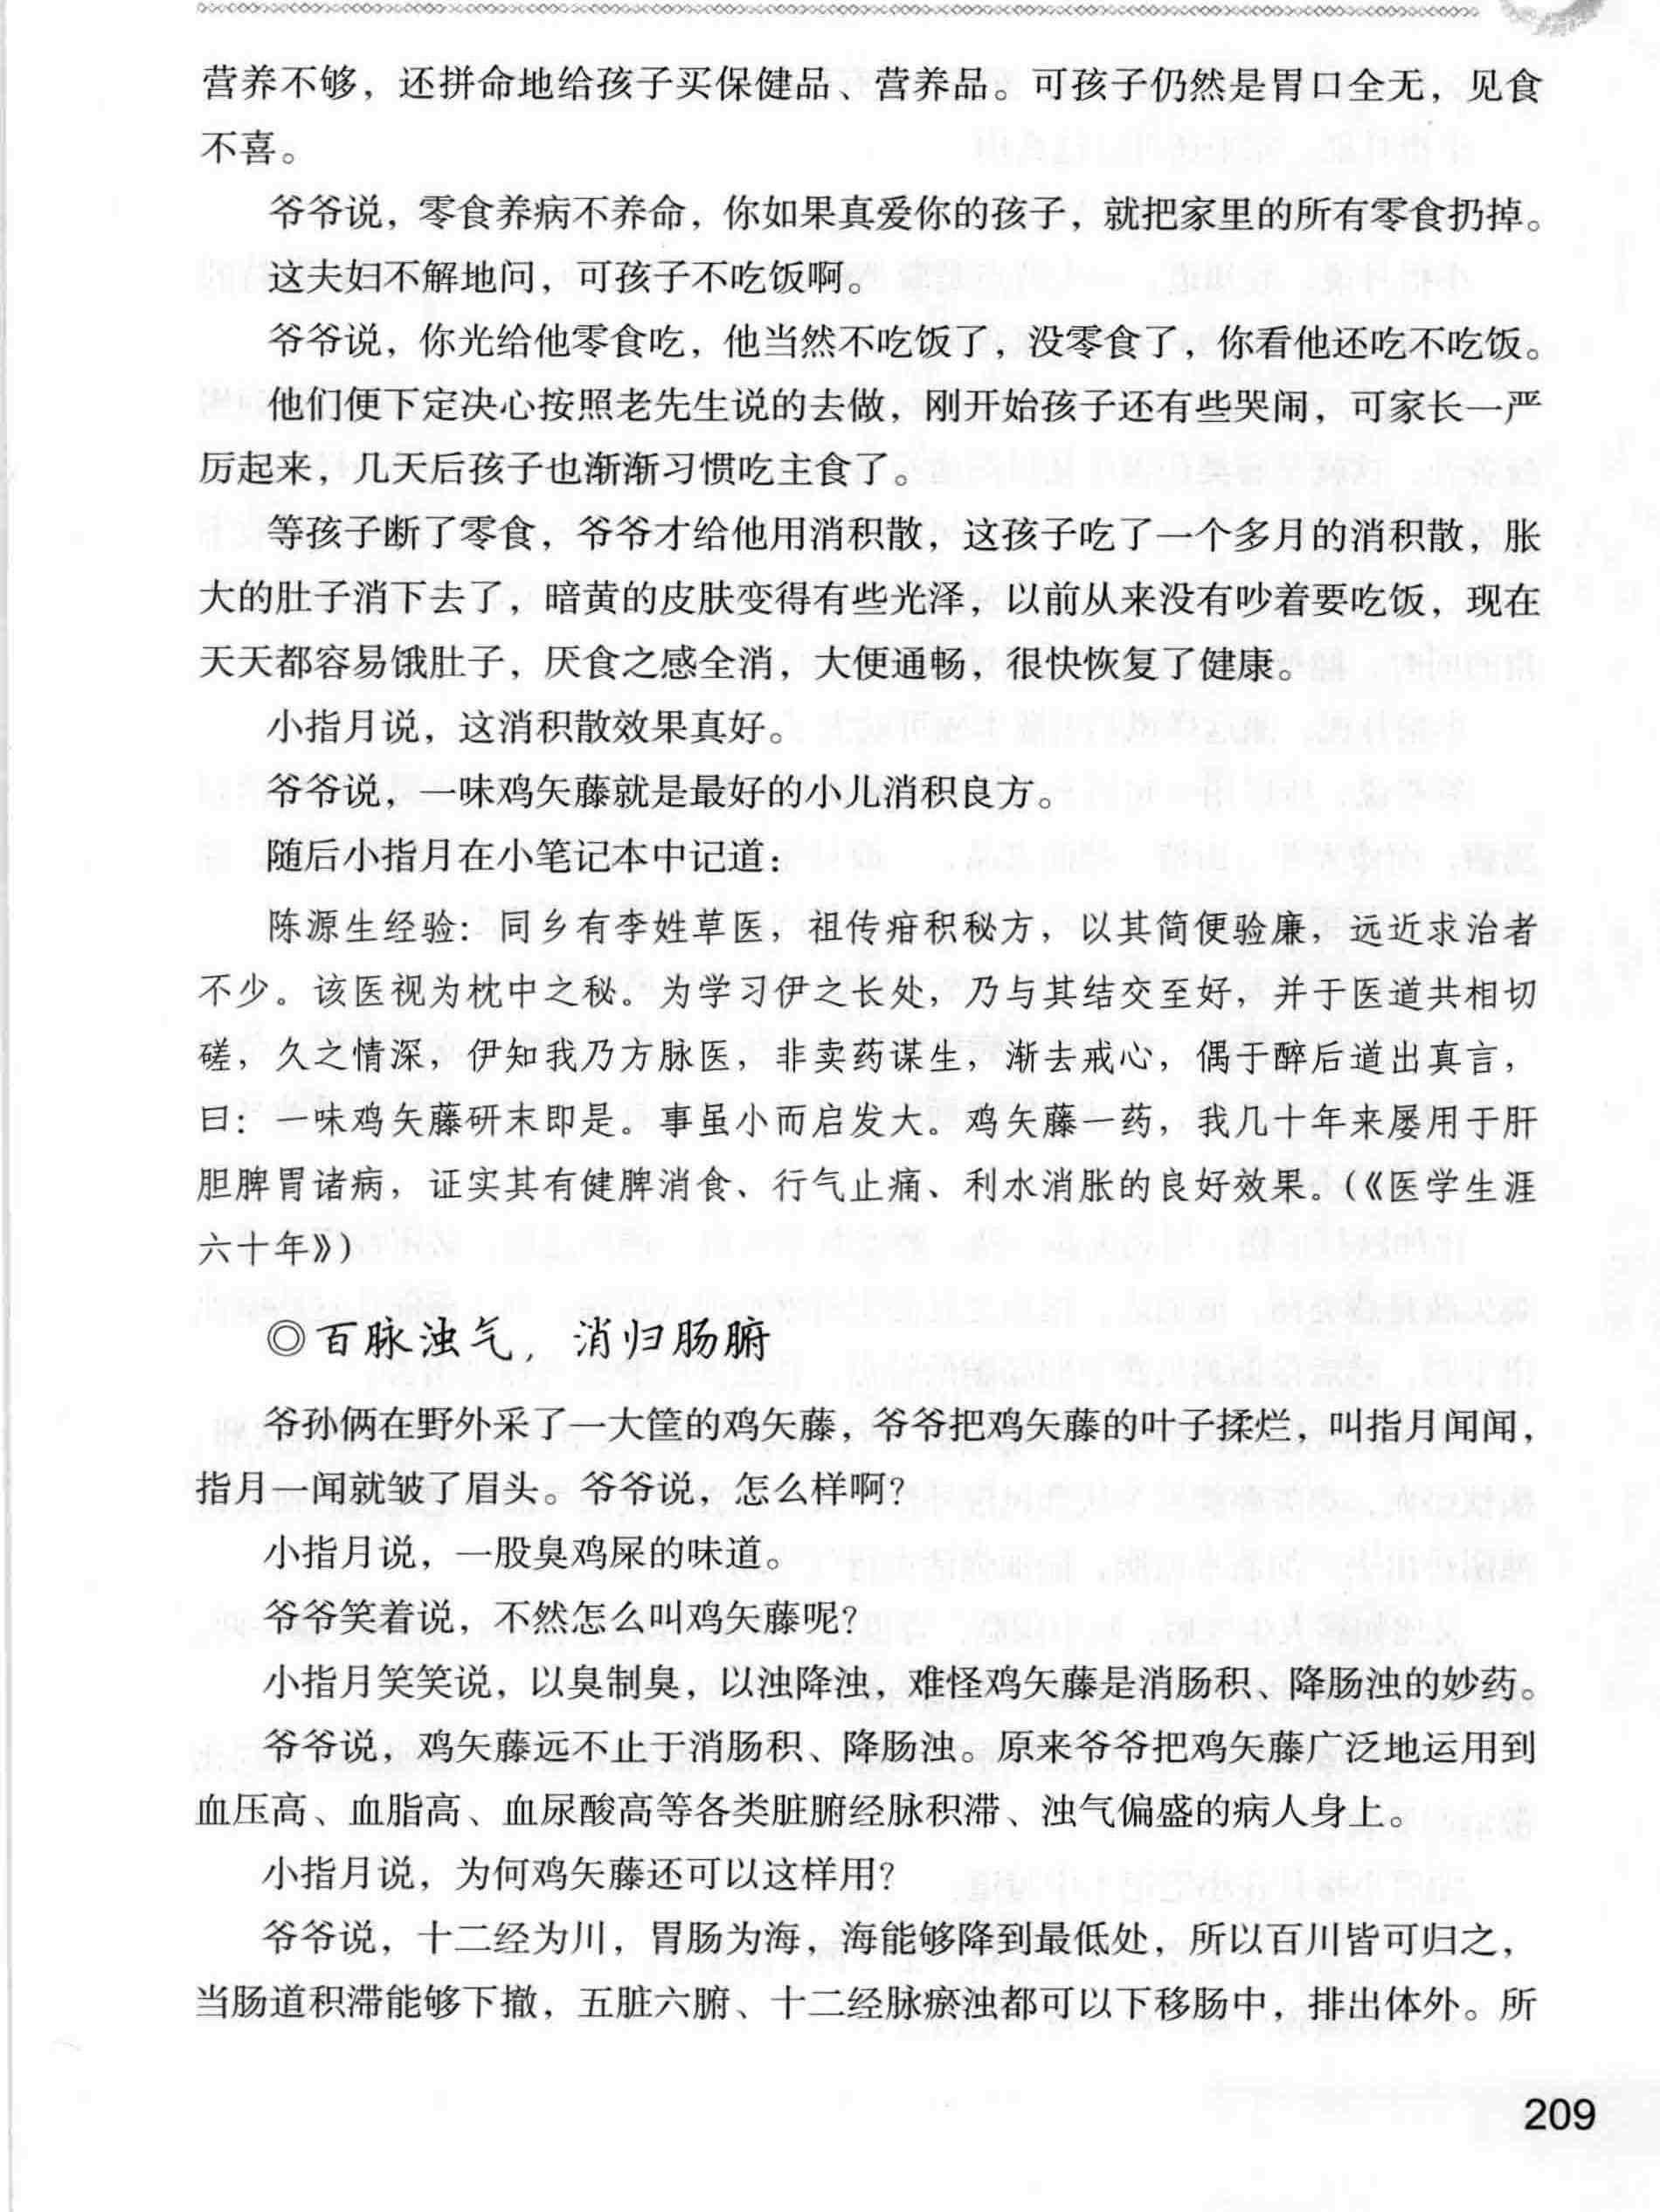 营养不够，还拼命地给孩子买保健品、营养品。可孩子仍然是胃口全无，见食
不喜。
爷爷说，零食养病不养命，你如果真爱你的孩子，就把家里的所有零食扔掉。
这夫妇不解地问，可孩子不吃饭啊。
爷爷说，你光给他零食吃，他当然不吃饭了，没零食了，你看他还吃不吃饭。
他们便下定决心按照老先生说的去做，刚开始孩子还有些哭闹，可家长一严
厉起来，几天后孩子也渐渐习惯吃主食了。
等孩子断了零食，爷爷才给他用消积散，这孩子吃了一个多月的消积散，胀
大的肚子消下去了，暗黄的皮肤变得有些光泽，以前从来没有吵着要吃饭，现在
天天都容易饿肚子，厌食之感全消，大便通畅，很快恢复了健康。
小指月说，这消积散效果真好。
爷爷说，一味鸡矢藤就是最好的小儿消积良方。
随后小指月在小笔记本中记道：
陈源生经验：同乡有李姓草医，祖传疳积秘方，以其简便验廉，远近求治者
不少。该医视为枕中之秘。为学习伊之长处，乃与其结交至好，并于医道共相切
磋，久之情深，伊知我乃方脉医，非卖药谋生，渐去戒心，偶于醉后道出真言，
曰：一味鸡矢藤研末即是。事虽小而启发大。鸡矢藤一药，我几十年来屡用于肝
胆脾胃诸病，证实其有健脾消食、行气止痛、利水消胀的良好效果。（《医学生涯
六十年》）
◎百脉浊气，消归肠腑
爷孙俩在野外采了一大筐的鸡矢藤，爷爷把鸡矢藤的叶子揉烂，叫指月闻闻，
指月一闻就皱了眉头。爷爷说，怎么样啊？
小指月说，一股臭鸡屎的味道。
爷爷笑着说，不然怎么叫鸡矢藤呢？
小指月笑笑说，以臭制臭，以浊降浊，难怪鸡矢藤是消肠积、降肠浊的妙药。
爷爷说，鸡矢藤远不止于消肠积、降肠浊。原来爷爷把鸡矢藤广泛地运用到
血压高、血脂高、血尿酸高等各类脏腑经脉积滞、浊气偏盛的病人身上。
小指月说，为何鸡矢藤还可以这样用？
爷爷说，十二经为川，胃肠为海，海能够降到最低处，所以百川皆可归之，
当肠道积滞能够下撤，五脏六腑、十二经脉瘀浊都可以下移肠中，排出体外。所
209